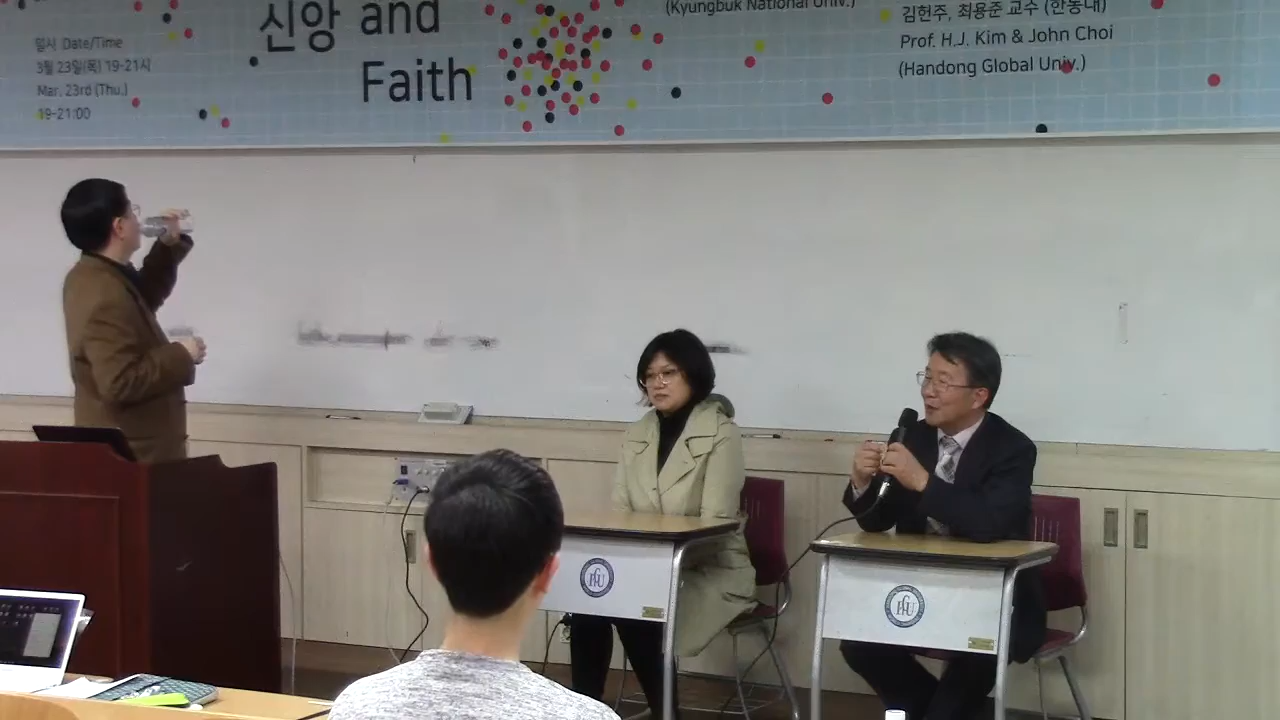 일시 Date/Time
3월 23일(목) 19-21시
Mar. 23rd (Thu.)
19-21:00
신앙 and
Faith
(Kyungbuk National Univ.)
김헌주, 최용준 교수 (한동대)
Prof. H.J. Kim & John Choi
(Handong Global Univ.)